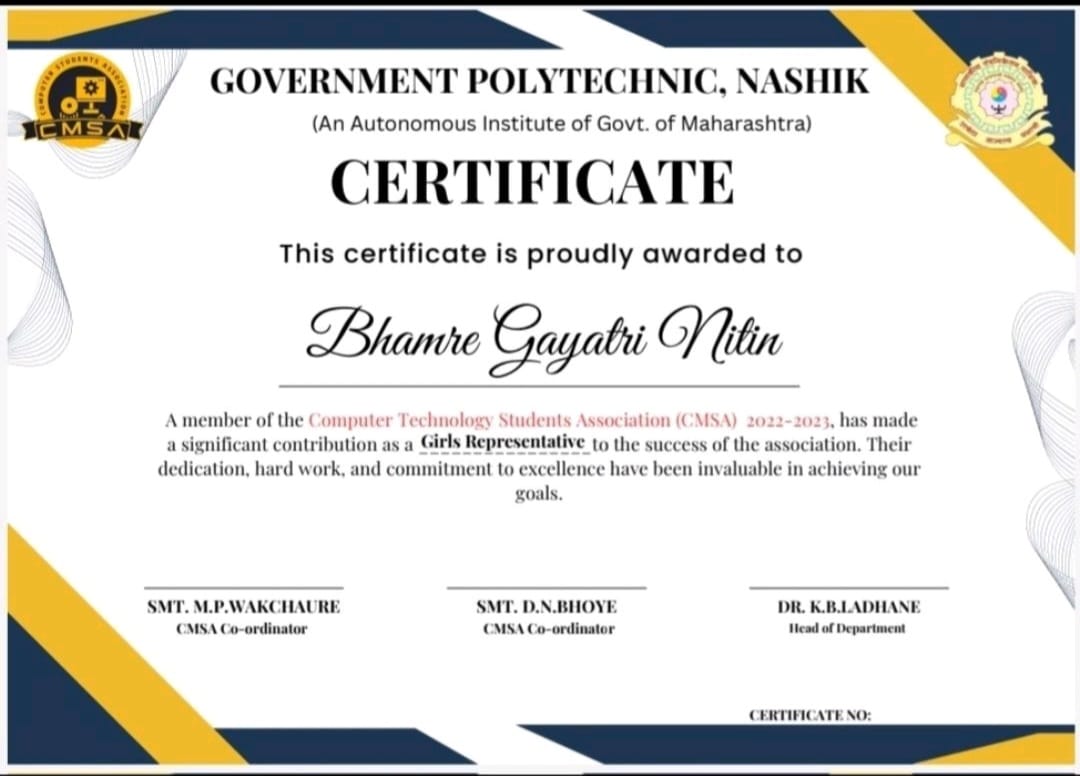 COMPUTER STUDENTS ASSOCIATION
CMSA
GOVERNMENT POLYTECHNIC, NASHIK
(An Autonomous Institute of Govt. of Maharashtra)
CERTIFICATE
This certificate is proudly awarded to
Bhamre Gayatri Nitin
A member of the Computer Technology Students Association (CMSA) 2022-2023, has made
a significant contribution as a Girls Representative to the success of the association. Their
dedication, hard work, and commitment to excellence have been invaluable in achieving our
goals.
SMT. M.P.WAKCHAURE
CMSA Co-ordinator
SMT. D.N.BHOYE
CMSA Co-ordinator
DR. K.B.LADHANE
Head of Department
CERTIFICATE NO: